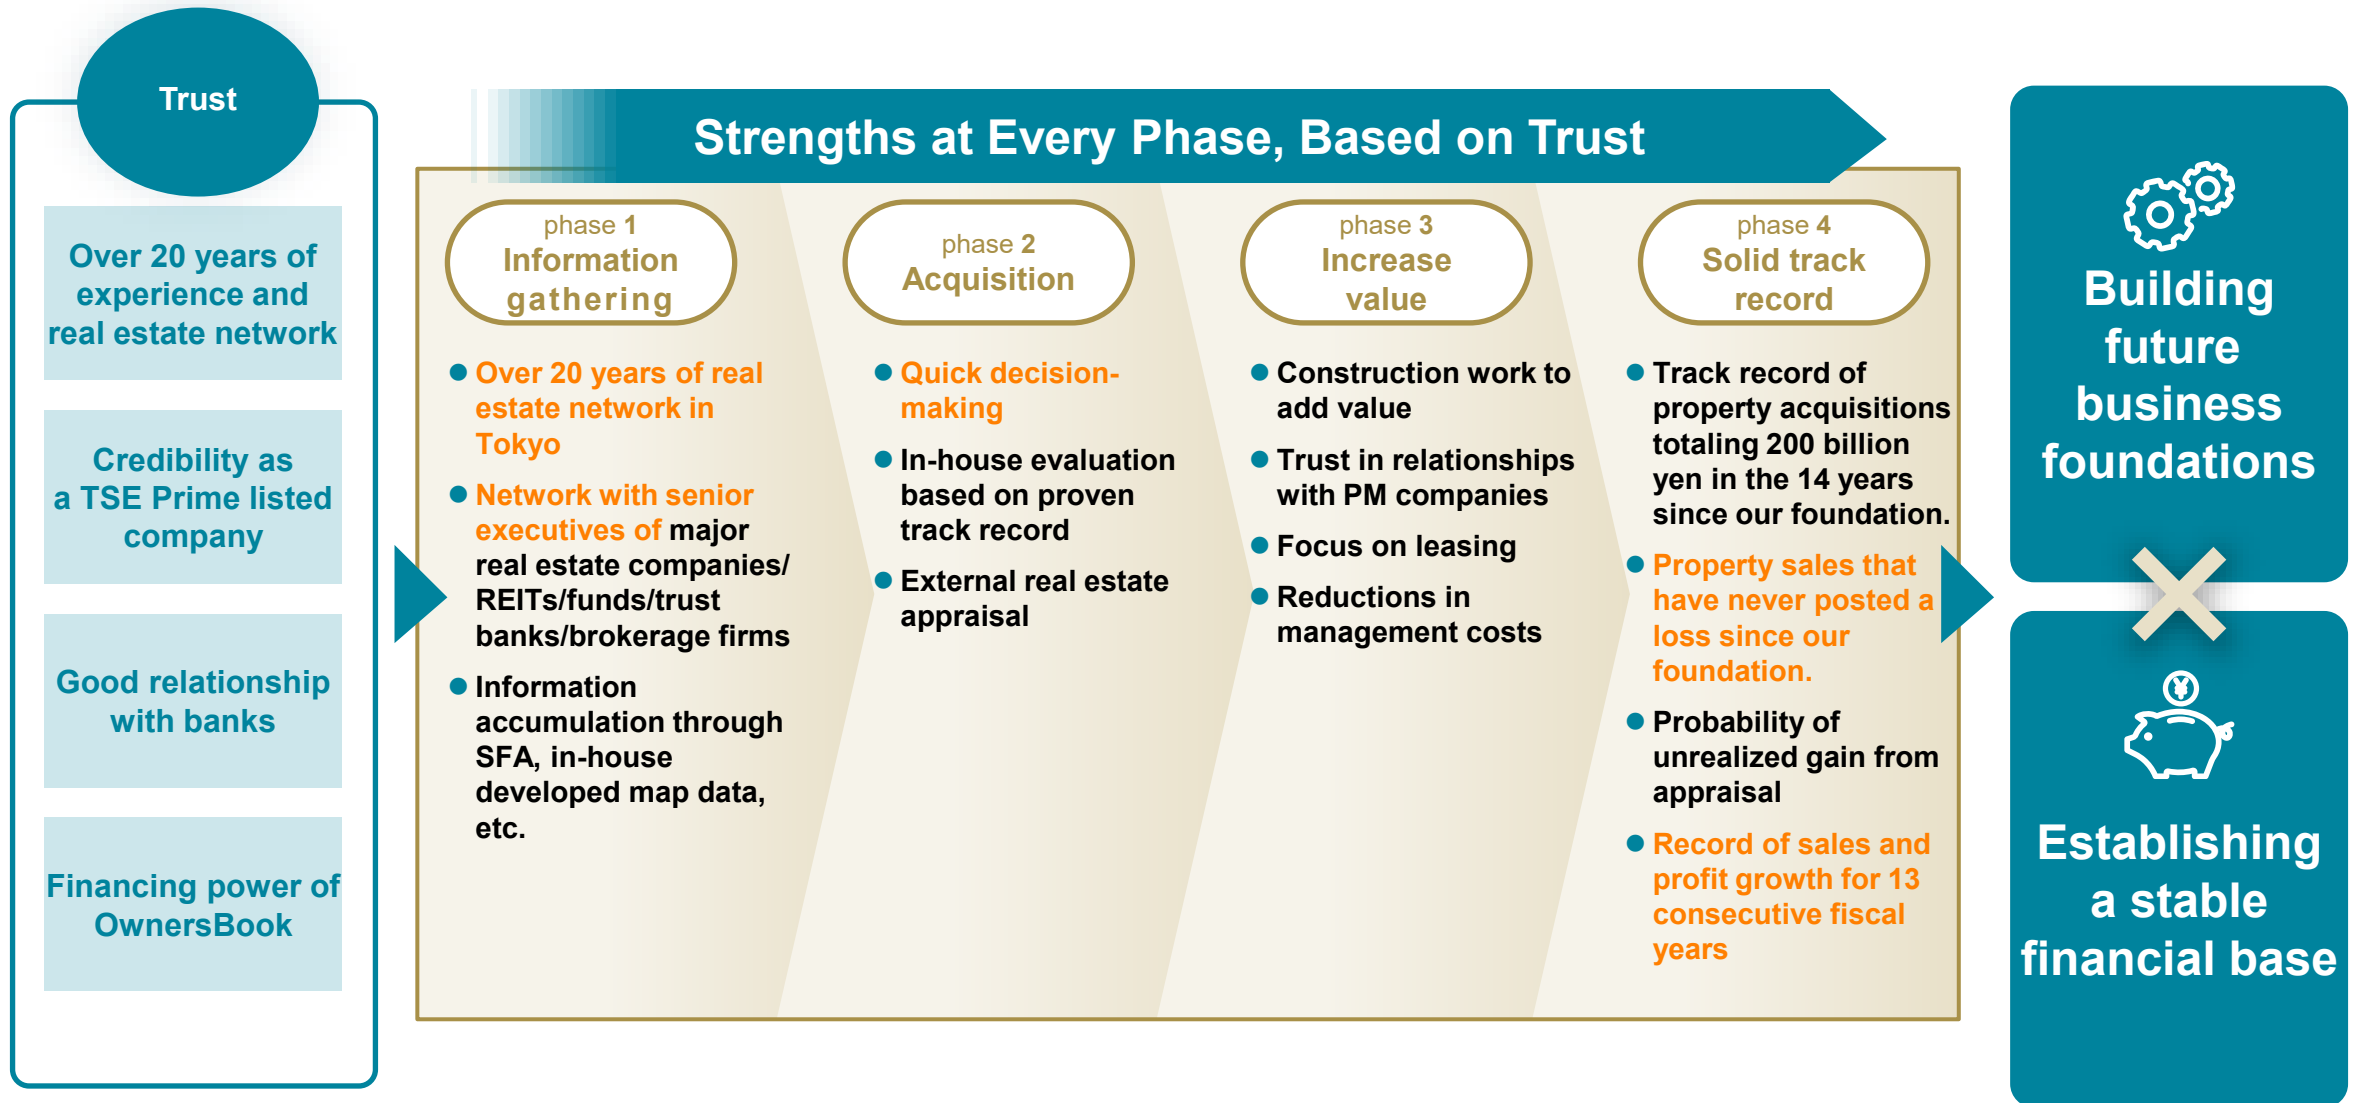 Trust
Over 20 years of
experience and
real estate network
Credibility as
a TSE Prime listed
company
Good relationship
with banks
Financing power of
OwnersBook
Strengths at Every Phase, Based on Trust
phase 1
Information
gathering
● Over 20 years of real
estate network in
Tokyo
● Network with senior
executives of major
real estate companies/
REITs/funds/trust
banks/brokerage firms
● Information
accumulation through
SFA, in-house
developed map data,
etc.
phase 2
Acquisition
● Quick decision-
making
● In-house evaluation
based on proven
track record
● External real estate
appraisal
phase 3
Increase
value
● Construction work to
add value
● Trust in relationships
with PM companies
● Focus on leasing
● Reductions in
management costs
phase 4
Solid track
record
● Track record of
property acquisitions
totaling 200 billion
yen in the 14 years
since our foundation.
● Property sales that
have never posted a
loss since our
foundation.
● Probability of
unrealized gain from
appraisal
● Record of sales and
profit growth for 13
consecutive fiscal
years
Building
future
business
foundations
¥
Establishing
a stable
financial base